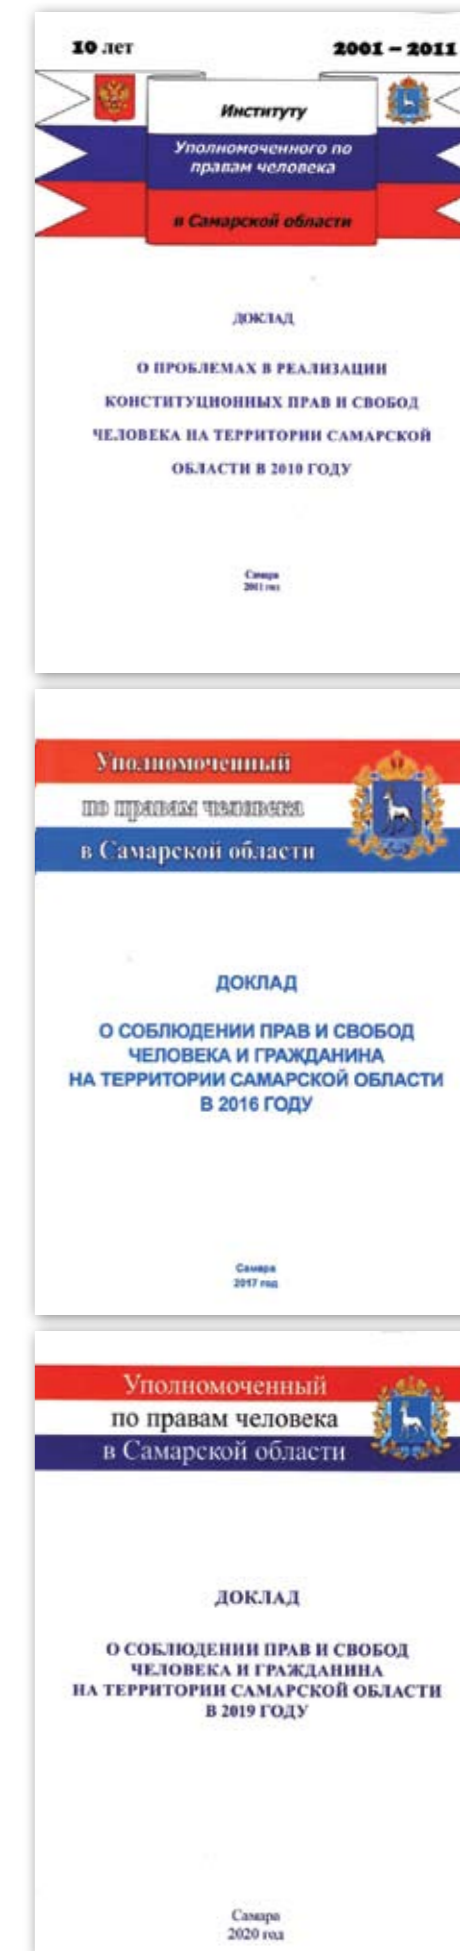 10 лет 2001 – 2011
Институту
Уполномоченного по
правам человека
в Самарской области
ДОКЛАД
О ПРОБЛЕМАХ В РЕАЛИЗАЦИИ
КОНСТИТУЦИОННЫХ ПРАВ И СВОБОД
ЧЕЛОВЕКА НА ТЕРРИТОРИИ САМАРСКОЙ
ОБЛАСТИ В 2010 ГОДУ
Самара
2011 год
Уполномоченный
по правам человека
в Самарской области
ДОКЛАД
О СОБЛЮДЕНИИ ПРАВ И СВОБОД
ЧЕЛОВЕКА И ГРАЖДАНИНА
НА ТЕРРИТОРИИ САМАРСКОЙ ОБЛАСТИ
В 2016 ГОДУ
Самара
2017 год
Уполномоченный
по правам человека
в Самарской области
ДОКЛАД
О СОБЛЮДЕНИИ ПРАВ И СВОБОД
ЧЕЛОВЕКА И ГРАЖДАНИНА
НА ТЕРРИТОРИИ САМАРСКОЙ ОБЛАСТИ
В 2019 ГОДУ
Самара
2020 год